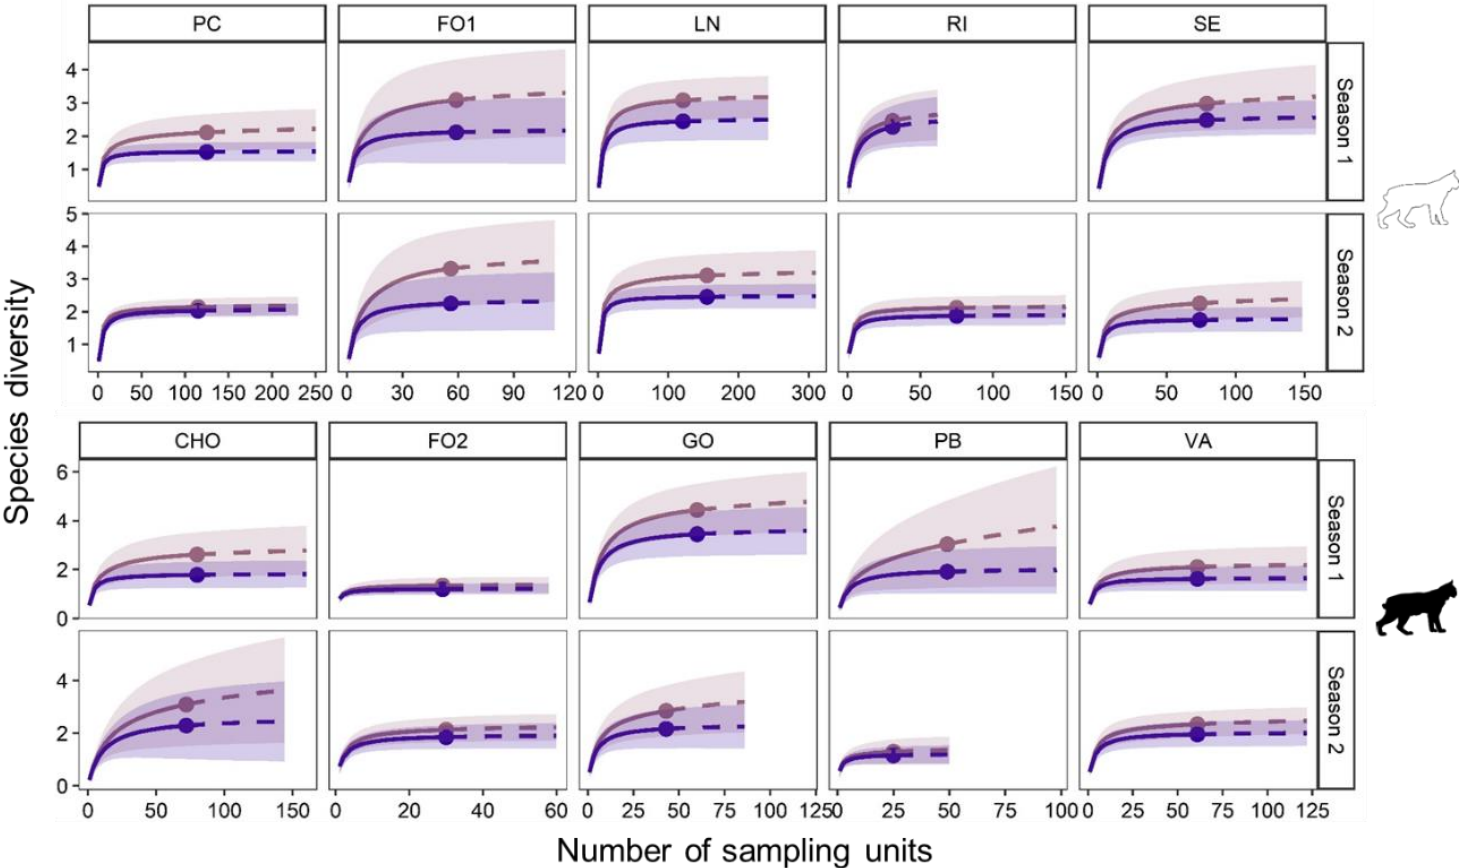 PC FO1 LN RI SE
4
3
2
1
Season 1
5
4
3
2
1
Season 2
0 50 100 150 200 250 0 30 60 90 120 0 100 200 300 0 50 100 150 0 50 100 150
Species diversity
CHO FO2 GO PB VA
6
4
2
0
Season 1
4
2
0
Season 2
0 50 100 150 0 20 40 60 0 25 50 75 100 125 0 25 50 75 100 0 25 50 75 100 125
Number of sampling units